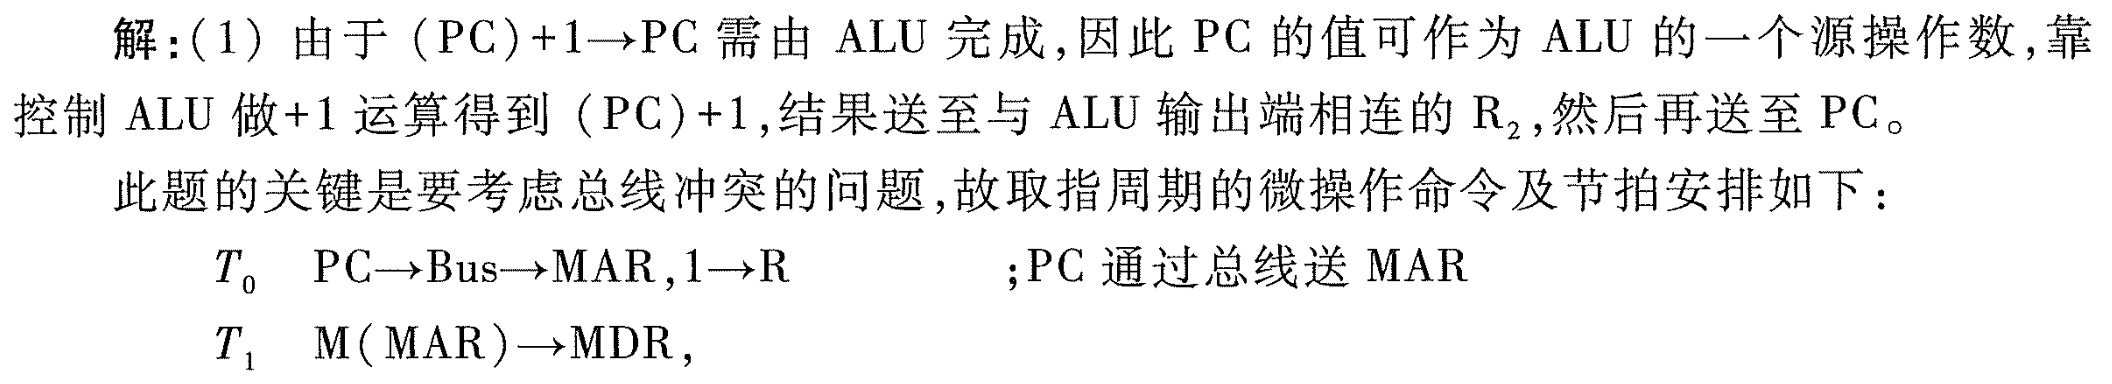 解:(1) 由于 (PC)+1→PC 需由 ALU 完成,因此 PC 的值可作为 ALU 的一个源操作数,靠
控制 ALU 做+1 运算得到 (PC)+1,结果送至与 ALU 输出端相连的 R₂,然后再送至 PC。
此题的关键是要考虑总线冲突的问题,故取指周期的微操作命令及节拍安排如下:
T₀ PC→Bus→MAR,1→R ;PC 通过总线送 MAR
T₁ M(MAR)→MDR,